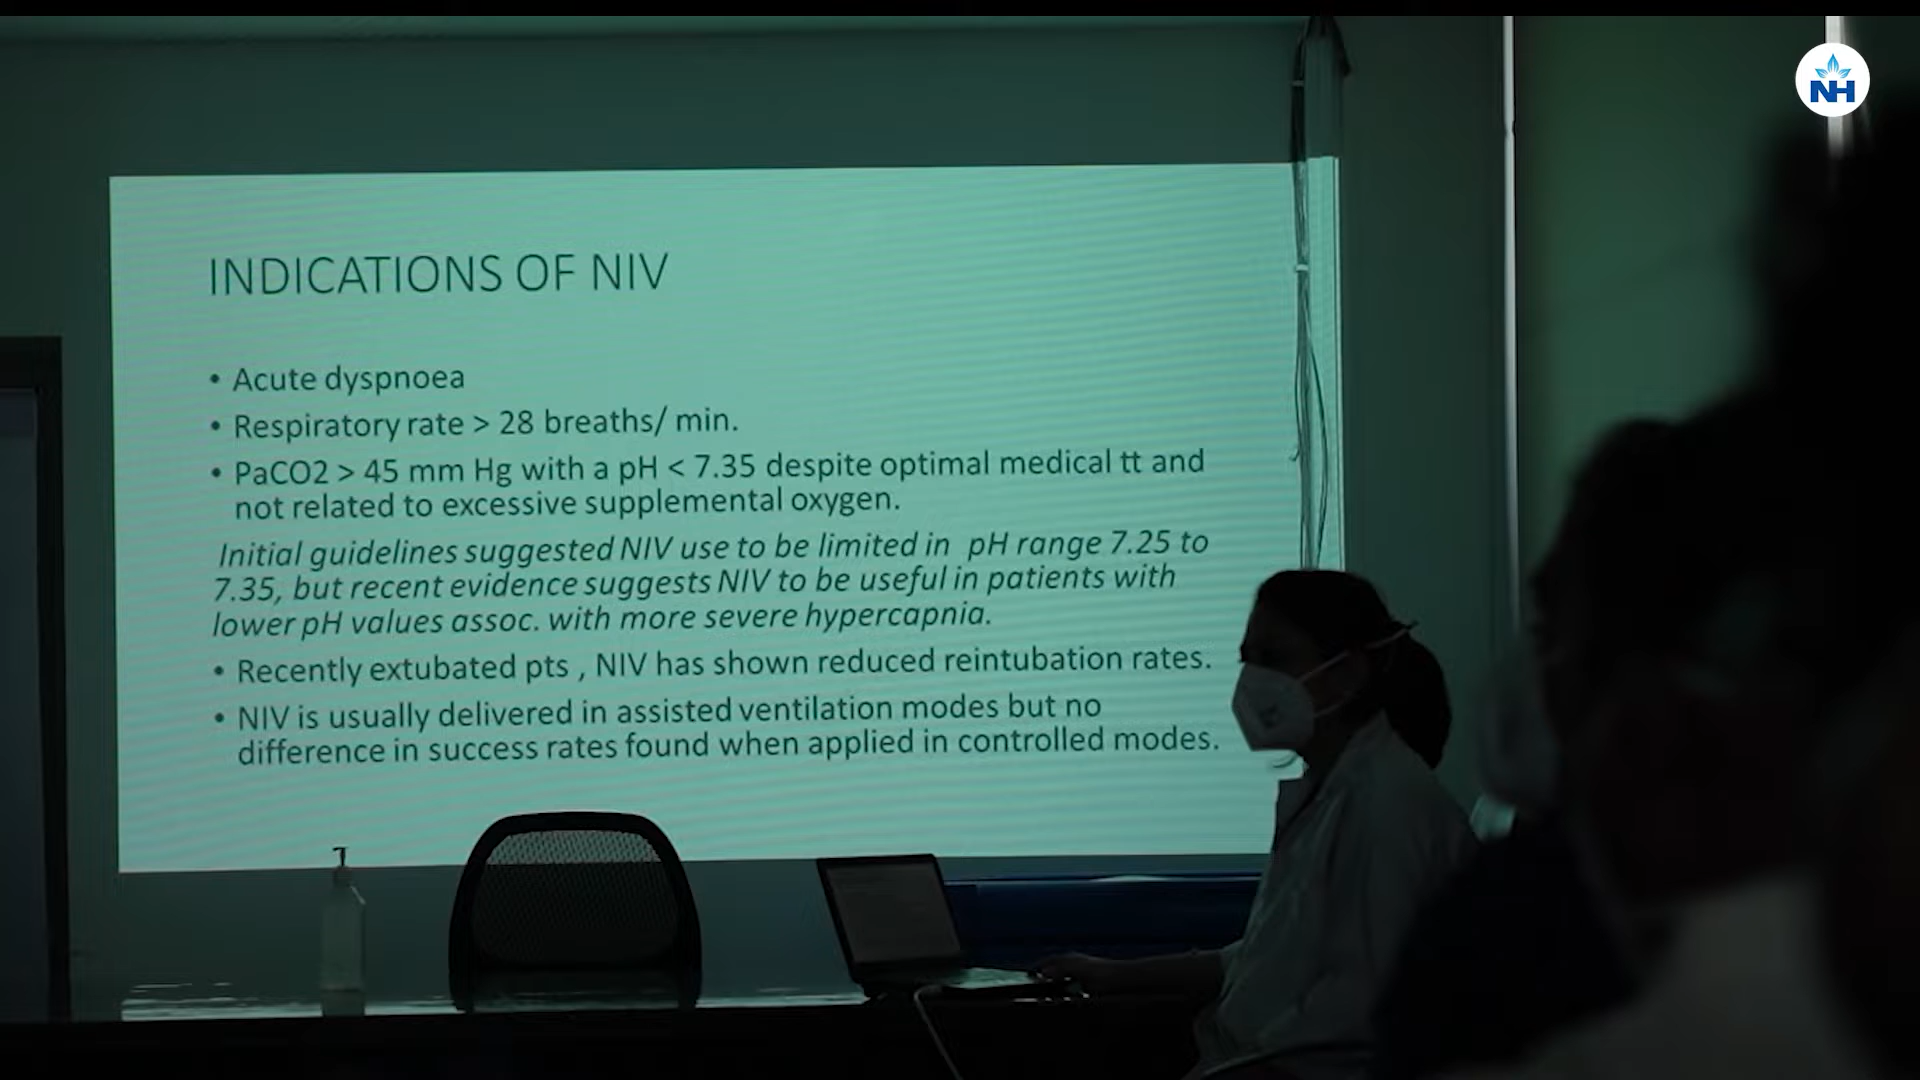 NH
INDICATIONS OF NIV
• Acute dyspnoea
• Respiratory rate > 28 breaths/ min.
• PaCO2 > 45 mm Hg with a pH < 7.35 despite optimal medical tt and
not related to excessive supplemental oxygen.
Initial guidelines suggested NIV use to be limited in pH range 7.25 to
7.35, but recent evidence suggests NIV to be useful in patients with
lower pH values assoc. with more severe hypercapnia.
• Recently extubated pts , NIV has shown reduced reintubation rates.
• NIV is usually delivered in assisted ventilation modes but no
difference in success rates found when applied in controlled modes.